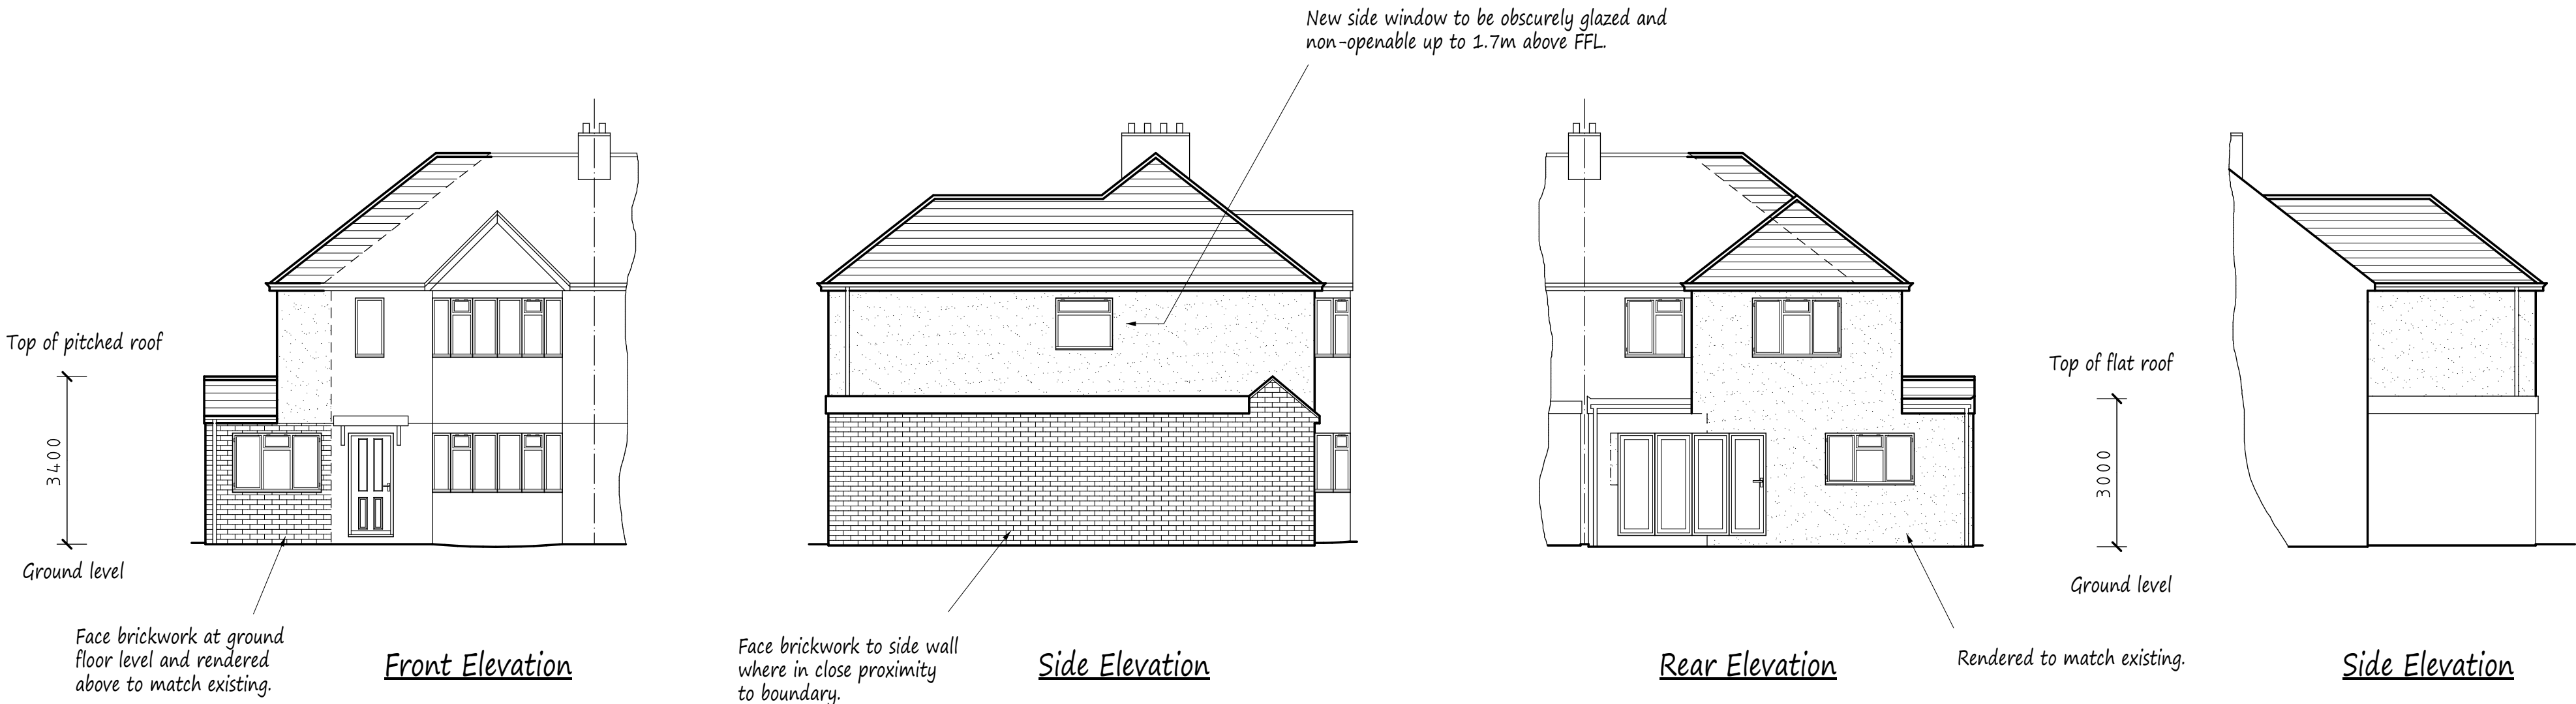 New side window to be obscurely glazed and
non-openable up to 1.7m above FFL.
Top of pitched roof
3400
Ground level
Face brickwork at ground
floor level and rendered
above to match existing.
Front Elevation
Face brickwork to side wall
where in close proximity
to boundary.
Side Elevation
Rear Elevation
Rendered to match existing.
Top of flat roof
3000
Ground level
Side Elevation